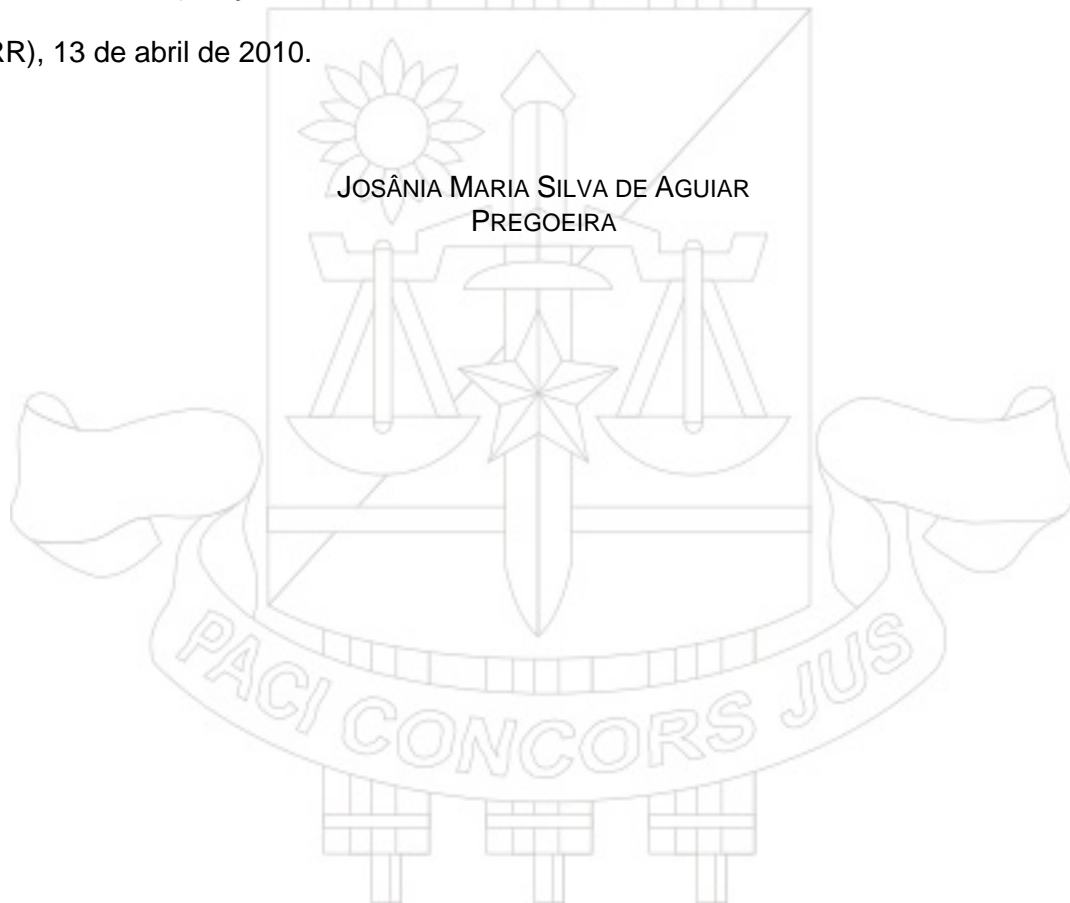 RR), 13 de abril de 2010.
JOSÂNIA MARIA SILVA DE AGUIAR
PREGOEIRA
PACI CONCORS JUS